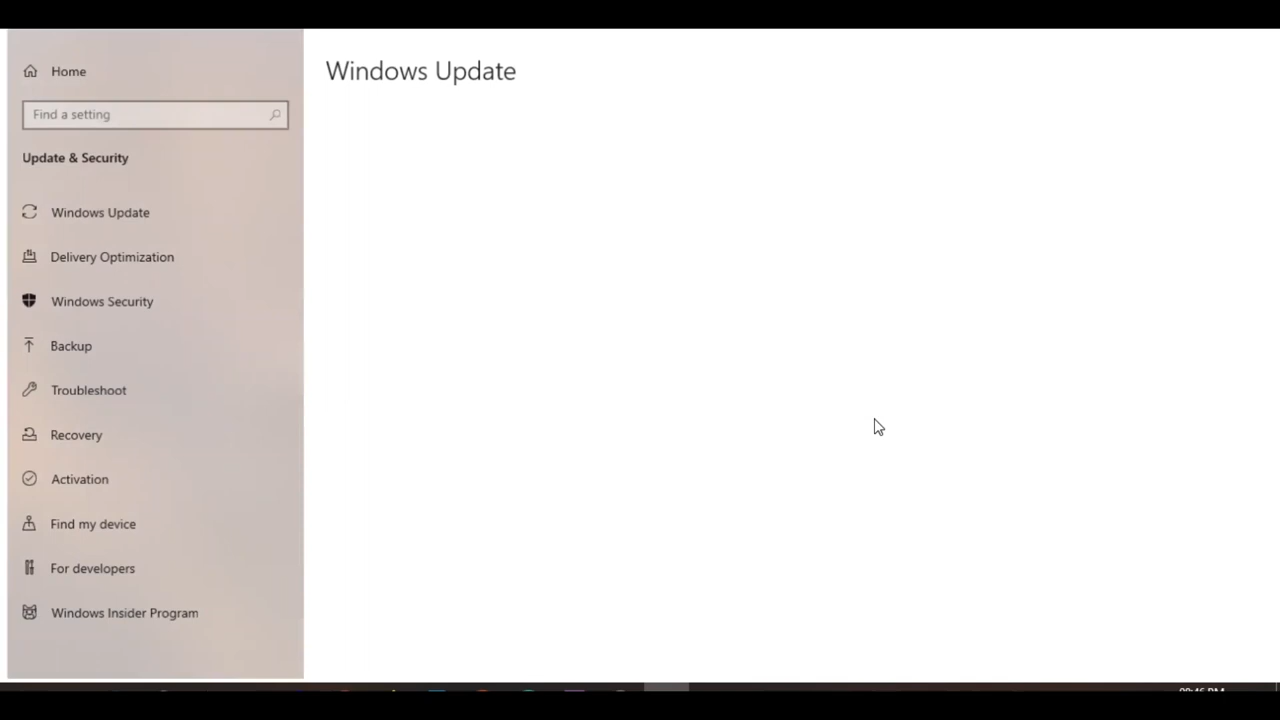 Home
Windows Update
Find a setting
Update & Security
Windows Update
Delivery Optimization
Windows Security
Backup
Troubleshoot
Recovery
Activation
Find my device
For developers
Windows Insider Program